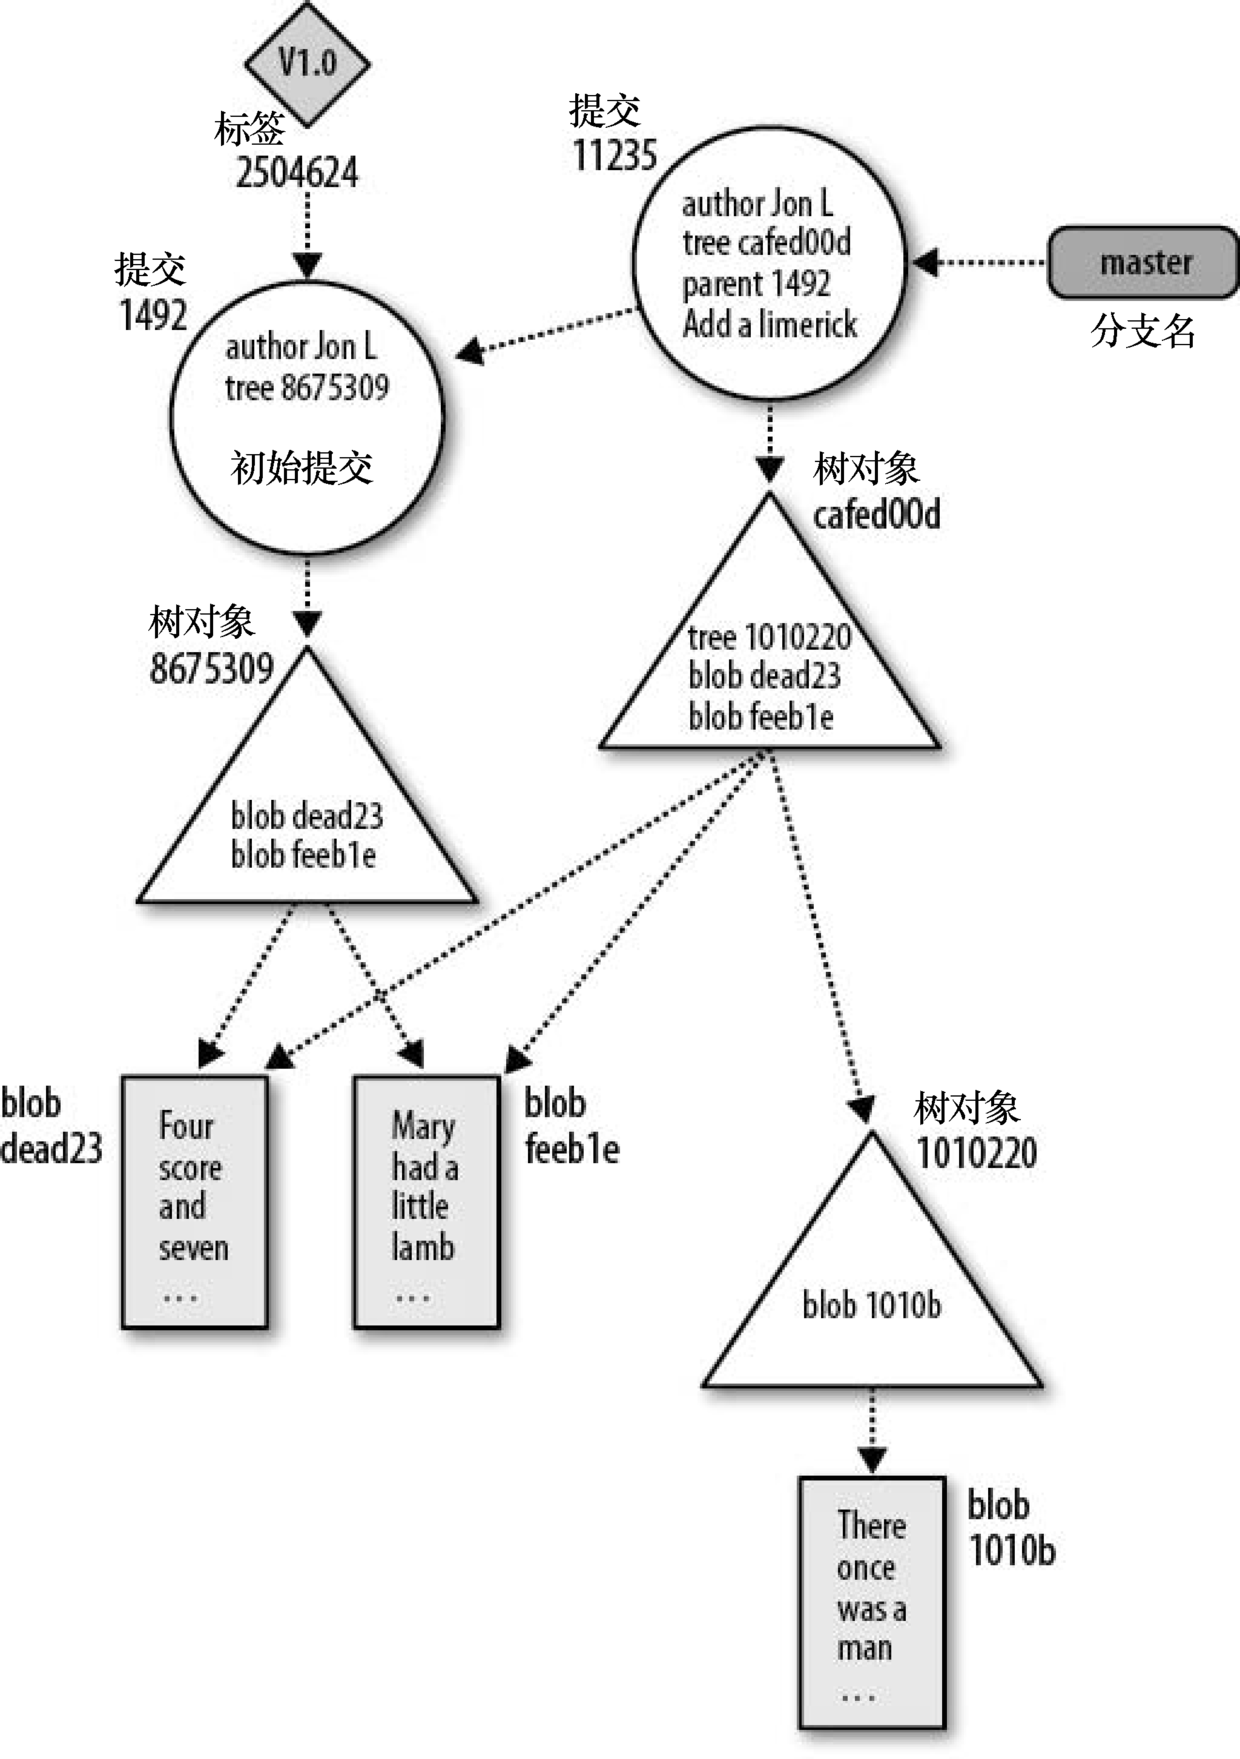 V1.0
标签
2504624
提交
11235
author Jon L
tree cafed00d
parent 1492
Add a limerick
master
分支名
提交
1492
author Jon L
tree 8675309
初始提交
树对象
cafed00d
tree 1010220
blob dead23
blob feeb1e
树对象
8675309
blob dead23
blob feeb1e
blob
dead23
Four
score
and
seven
...
Mary
had a
little
lamb
...
blob
feeb1e
树对象
1010220
blob 1010b
There
once
was a
man
...
blob
1010b